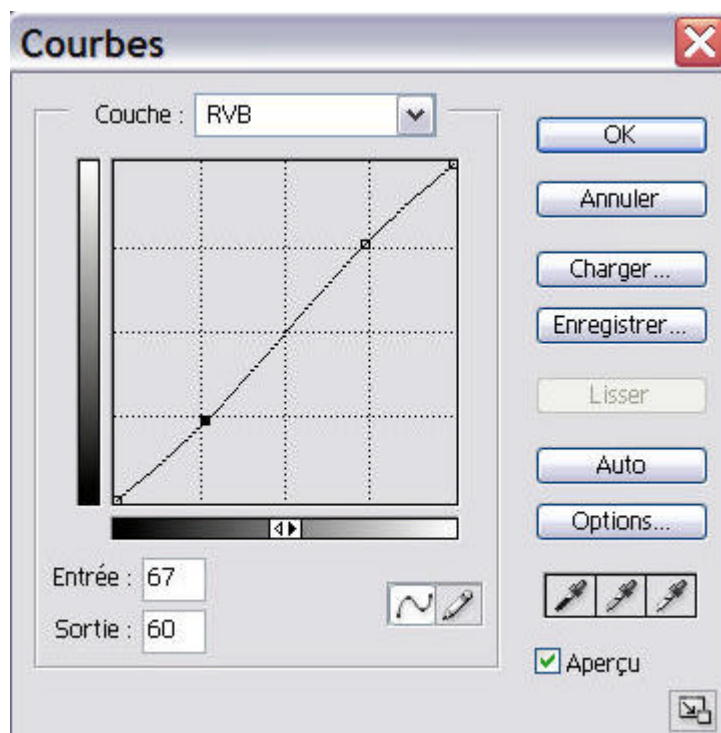 Courbes
Couche : RVB
OK
Annuler
Charger...
Enregistrer...
Lisser
Auto
Options...
Entrée : 67
Sortie : 60
Aperçu